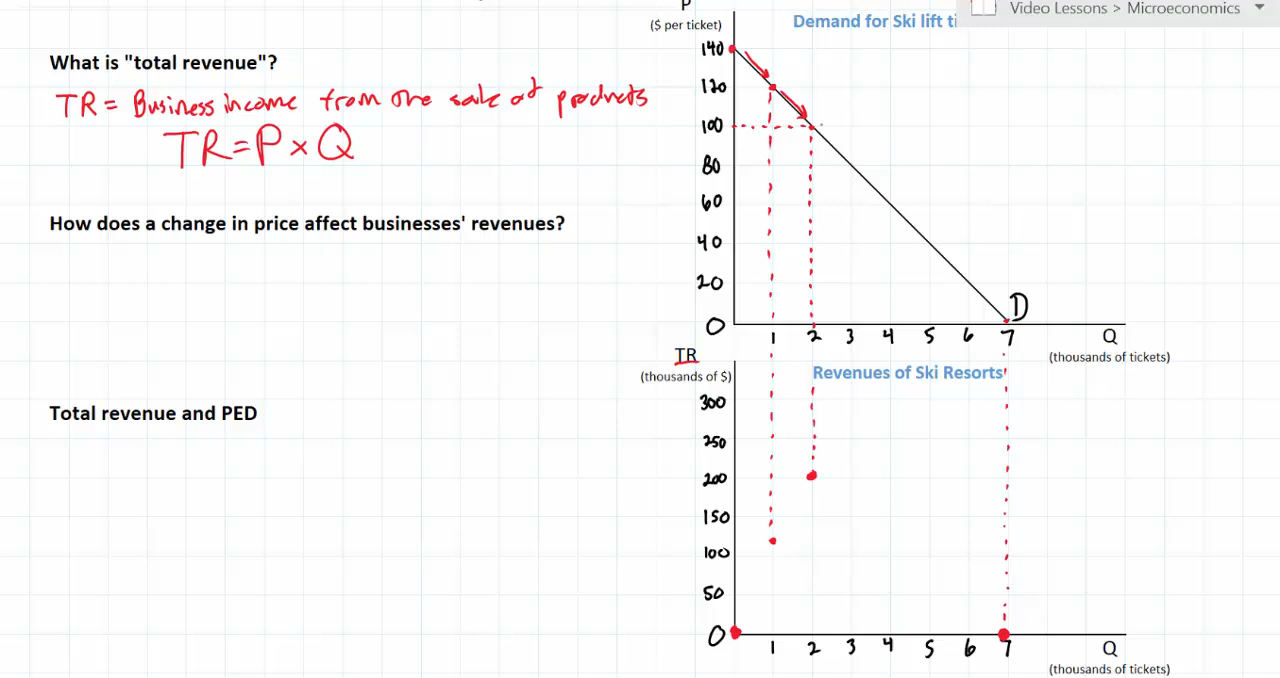 P
Video Lessons > Microeconomics
($ per ticket)
Demand for Ski lift ti
What is "total revenue"?
TR = Business income from the sale of products
TR = P x Q
How does a change in price affect businesses' revenues?
Total revenue and PED
140
120
100
80
60
40
20
0
D
1 2 3 4 5 6 7 Q
(thousands of tickets)
TR
(thousands of $)
Revenues of Ski Resorts
300
250
200
150
100
50
0
1 2 3 4 5 6 7 Q
(thousands of tickets)